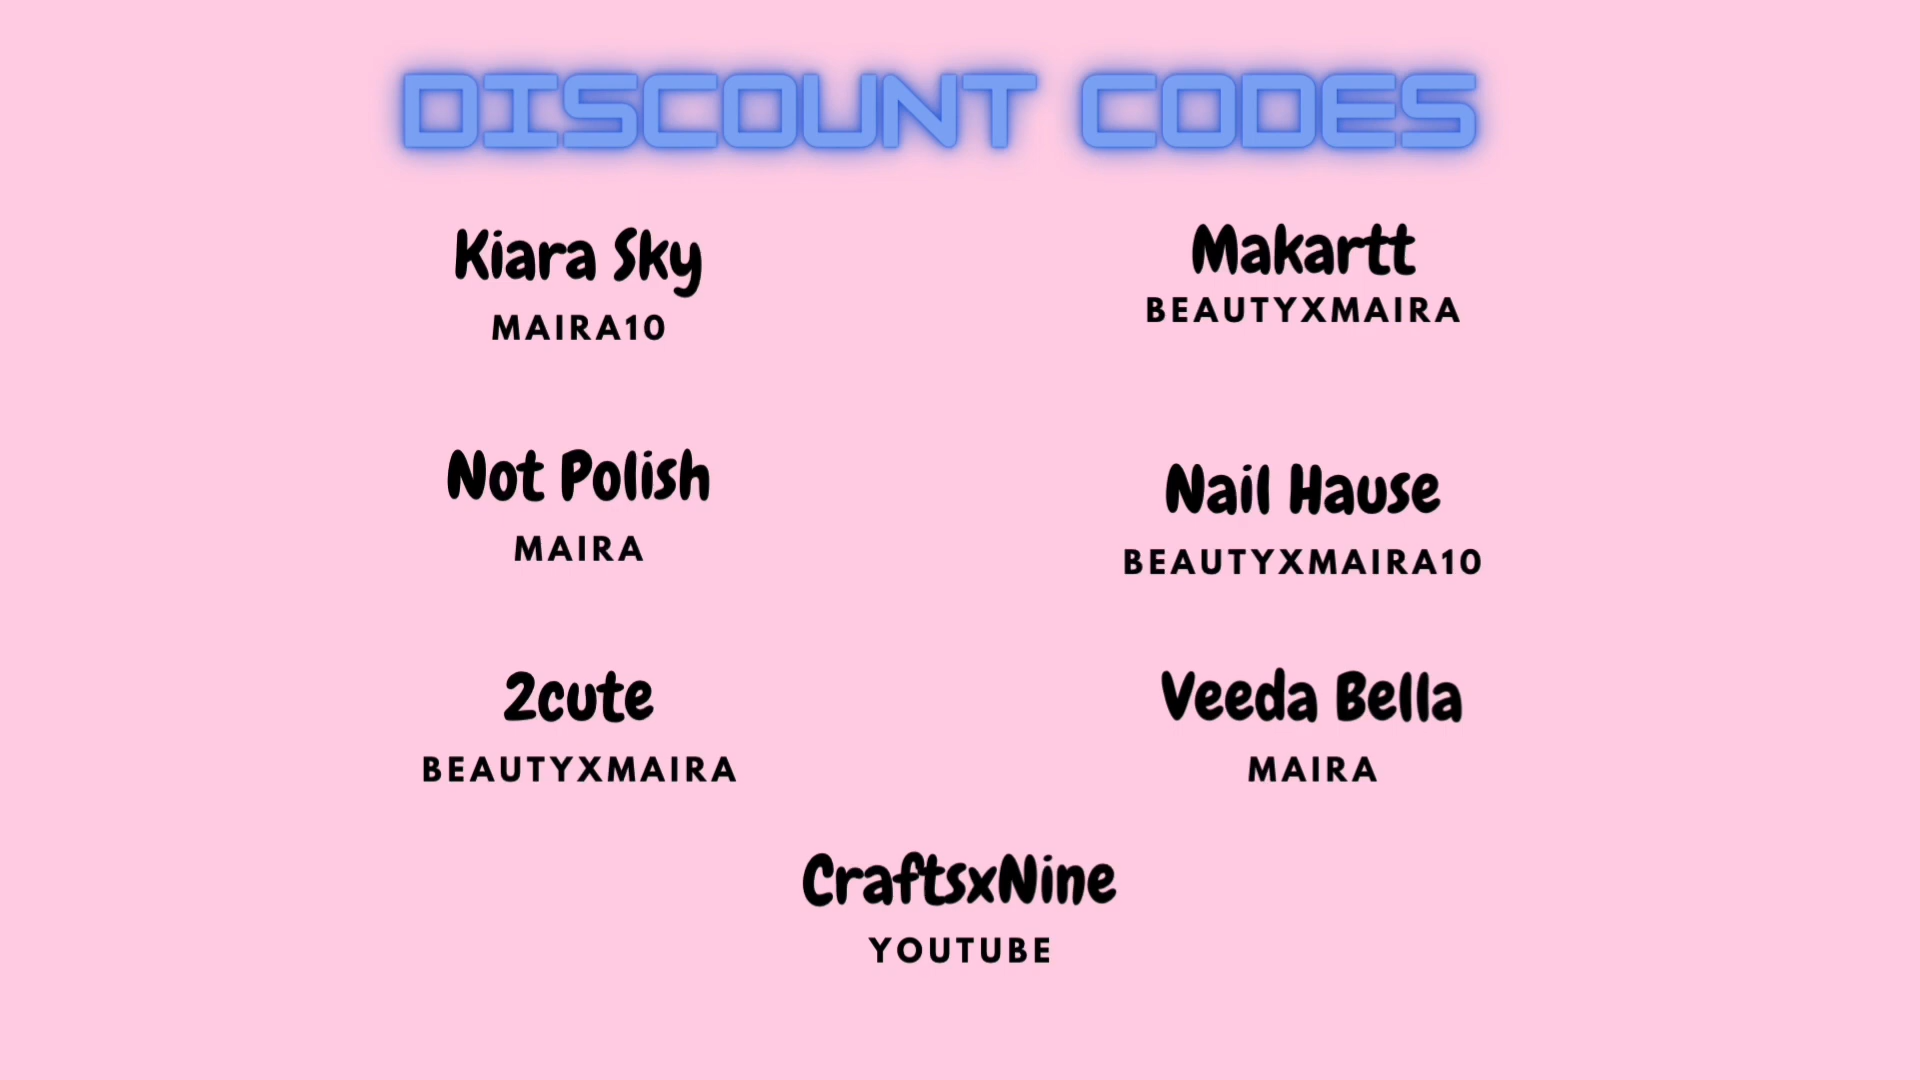 DISCOUNT CODES
Kiara Sky
MAIRA10
Makartt
BEAUTYXMAIRA
Not Polish
MAIRA
Nail Hause
BEAUTYXMAIRA10
2cute
BEAUTYXMAIRA
Veeda Bella
MAIRA
CraftsxNine
YOUTUBE